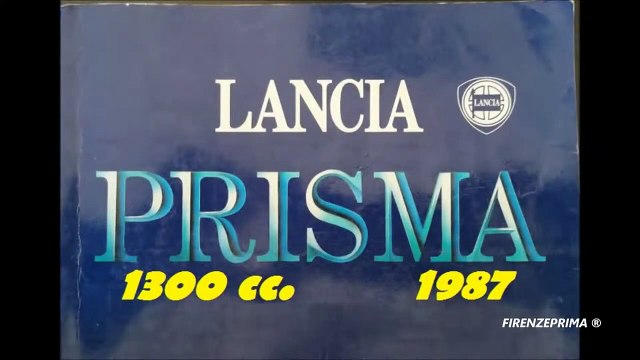 LANCIA
LANCIA
PRISMA
1300 cc. 1987
FIRENZEPRIMA ®